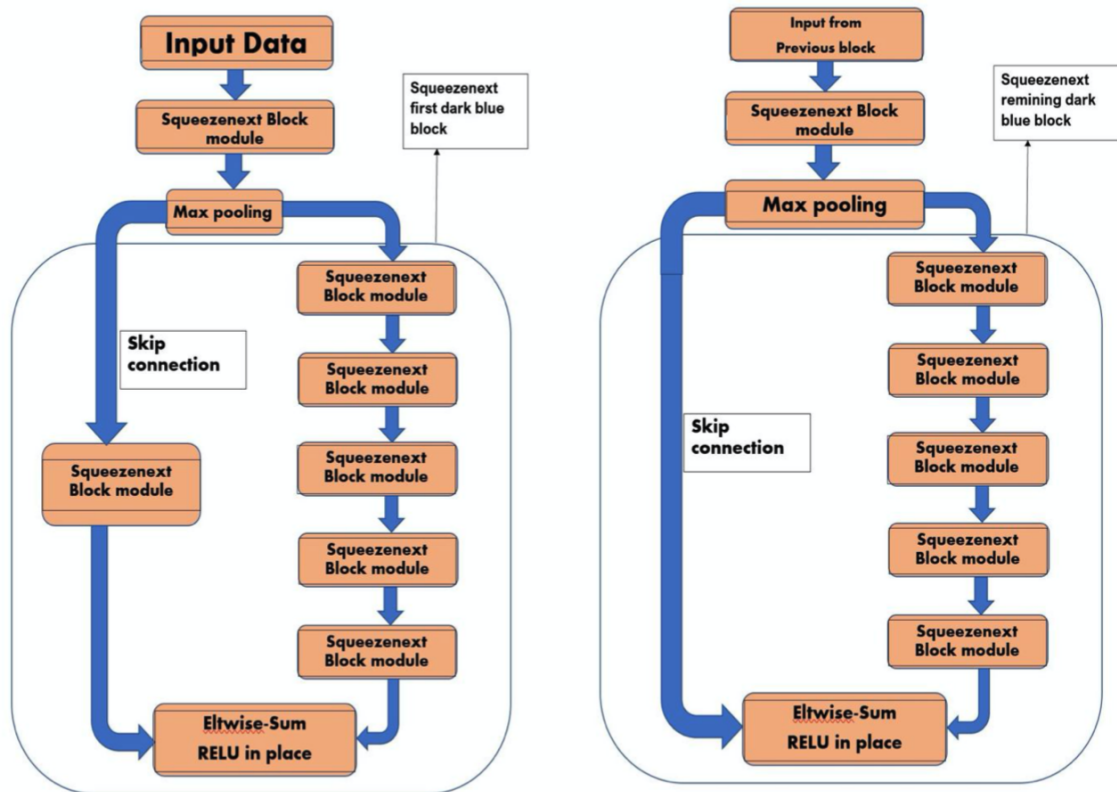 Input Data
Squeezenext Block
module
Max pooling
Squeezenext
first dark blue
block
Skip
connection
Squeezenext
Block module
Squeezenext
Block module
Squeezenext
Block module
Squeezenext
Block module
Squeezenext
Block module
Squeezenext
Block module
Eltwise-Sum
RELU in place
Input from
Previous block
Squeezenext Block
module
Max pooling
Squeezenext
remining dark
blue block
Skip
connection
Squeezenext
Block module
Squeezenext
Block module
Squeezenext
Block module
Squeezenext
Block module
Squeezenext
Block module
Eltwise-Sum
RELU in place